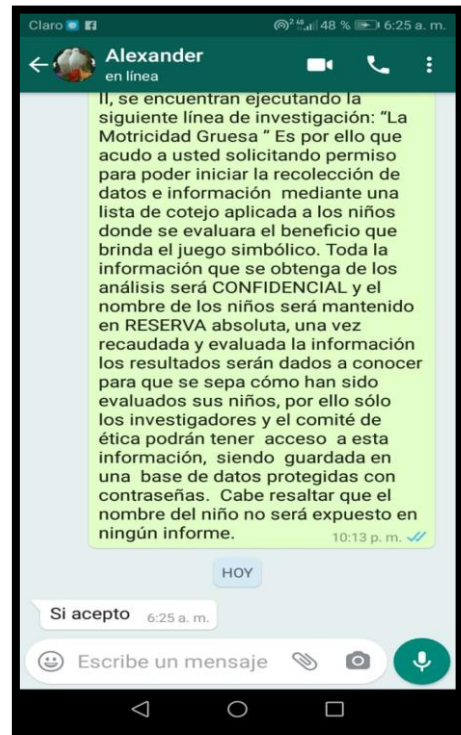 Claro 48 % 6:25 a. m.
Alexander
en línea
II, se encuentran ejecutando la
siguiente línea de investigación: “La
Motricidad Gruesa ” Es por ello que
acudo a usted solicitando permiso
para poder iniciar la recolección de
datos e información mediante una
lista de cotejo aplicada a los niños
donde se evaluara el beneficio que
brinda el juego simbólico. Toda la
información que se obtenga de los
análisis será CONFIDENCIAL y el
nombre de los niños será mantenido
en RESERVA absoluta, una vez
recaudada y evaluada la información
los resultados serán dados a conocer
para que se sepa cómo han sido
evaluados sus niños, por ello sólo
los investigadores y el comité de
ética podrán tener acceso a esta
información, siendo guardada en
una base de datos protegidas con
contraseñas. Cabe resaltar que el
nombre del niño no será expuesto en
ningún informe.
10:13 p. m.
HOY
Si acepto 6:25 a. m.
Escribe un mensaje